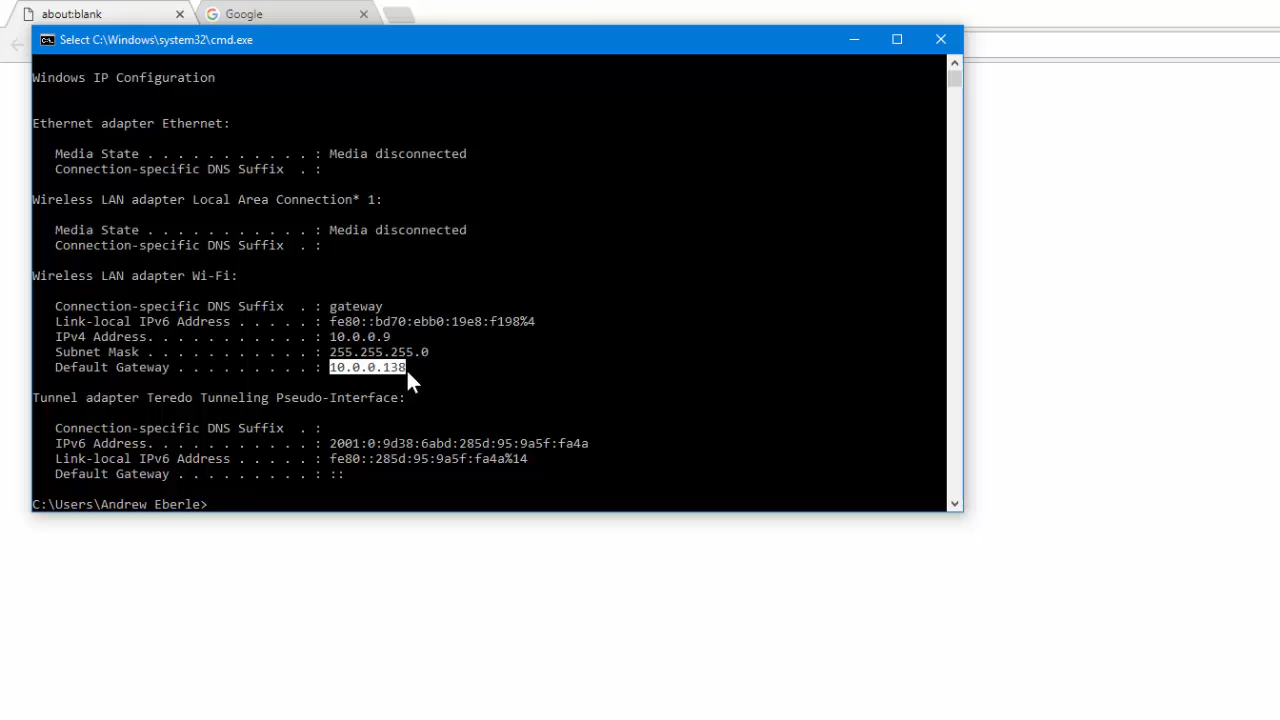 about:blank
Google
Select C:\Windows\system32\cmd.exe
Windows IP Configuration
Ethernet adapter Ethernet:
Media State . . . . . . . . . . . : Media disconnected
Connection-specific DNS Suffix  . :
Wireless LAN adapter Local Area Connection* 1:
Media State . . . . . . . . . . . : Media disconnected
Connection-specific DNS Suffix  . :
Wireless LAN adapter Wi-Fi:
Connection-specific DNS Suffix  . : gateway
Link-local IPv6 Address . . . . . : fe80::bd70:ebb0:19e8:f198%4
IPv4 Address. . . . . . . . . . . : 10.0.0.9
Subnet Mask . . . . . . . . . . . : 255.255.255.0
Default Gateway . . . . . . . . . : 10.0.0.138
Tunnel adapter Teredo Tunneling Pseudo-Interface:
Connection-specific DNS Suffix  . :
IPv6 Address. . . . . . . . . . . : 2001:0:9d38:6abd:285d:95:9a5f:fa4a
Link-local IPv6 Address . . . . . : fe80::285d:95:9a5f:fa4a%14
Default Gateway . . . . . . . . . : ::
C:\Users\Andrew Eberle>